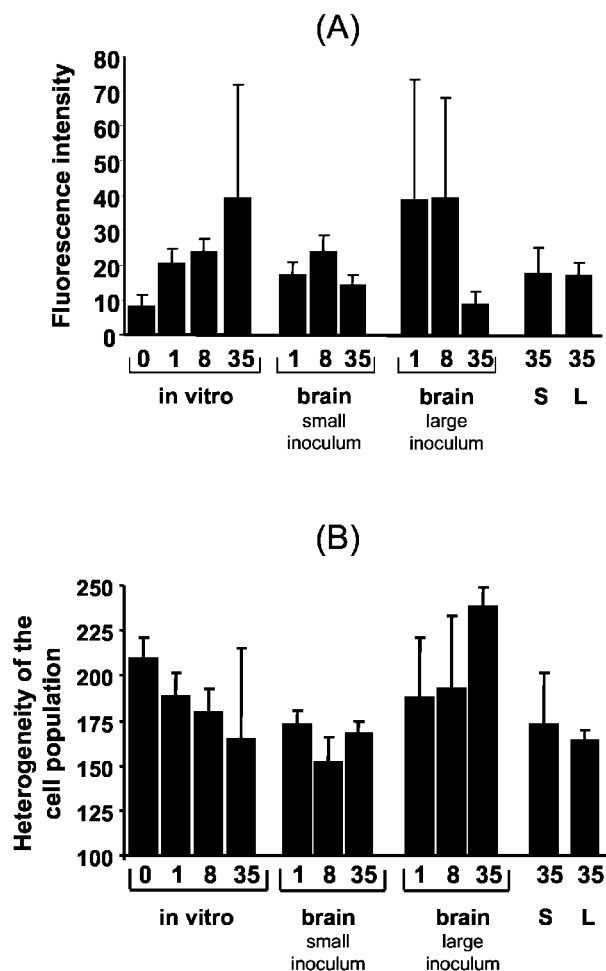 (A)
Fluorescence intensity
80
70
60
50
40
30
20
10
0
0 1 8 35 1 8 35 1 8 35 35 35
in vitro brain brain S L
small large
inoculum inoculum
(B)
Heterogeneity of the
cell population
250
225
200
175
150
125
100
0 1 8 35 1 8 35 1 8 35 35 35
in vitro brain brain S L
small large
inoculum inoculum